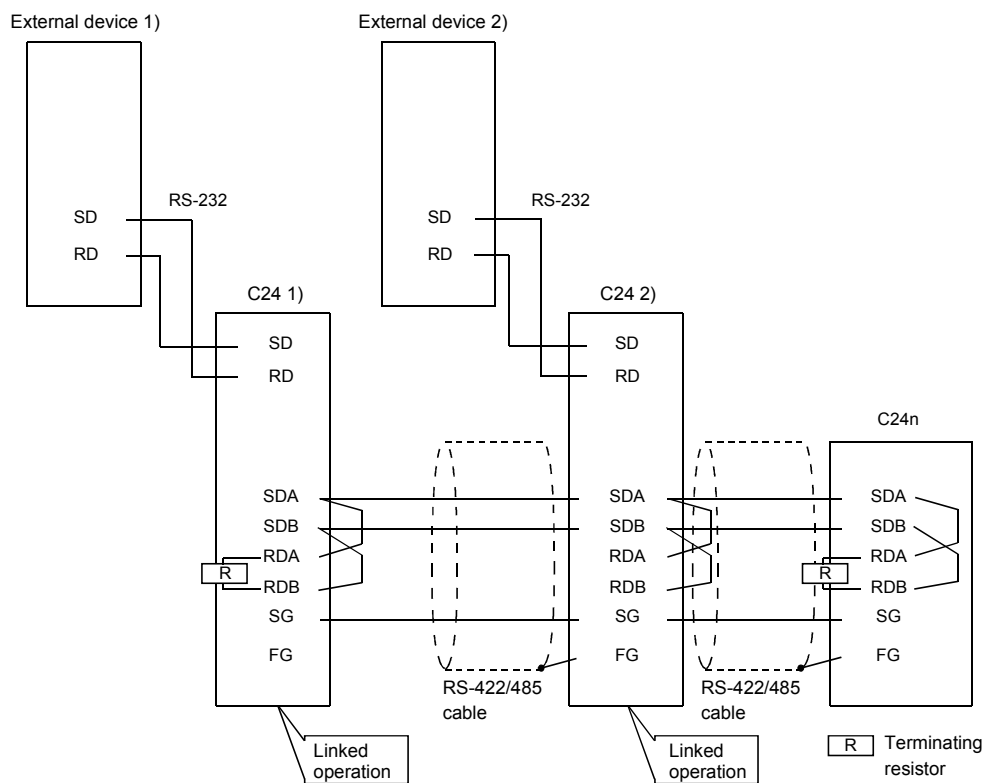 External device 1)
External device 2)
RS-232
RS-232
SD
RD
SD
RD
C24 1)
C24 2)
SD
RD
SD
RD
C24n
SDA
SDB
RDA
RDB
SG
FG
R
SDA
SDB
RDA
RDB
SG
FG
SDA
SDB
RDA
RDB
SG
FG
R
RS-422/485
cable
RS-422/485
cable
Linked
operation
Linked
operation
R
Terminating
resistor